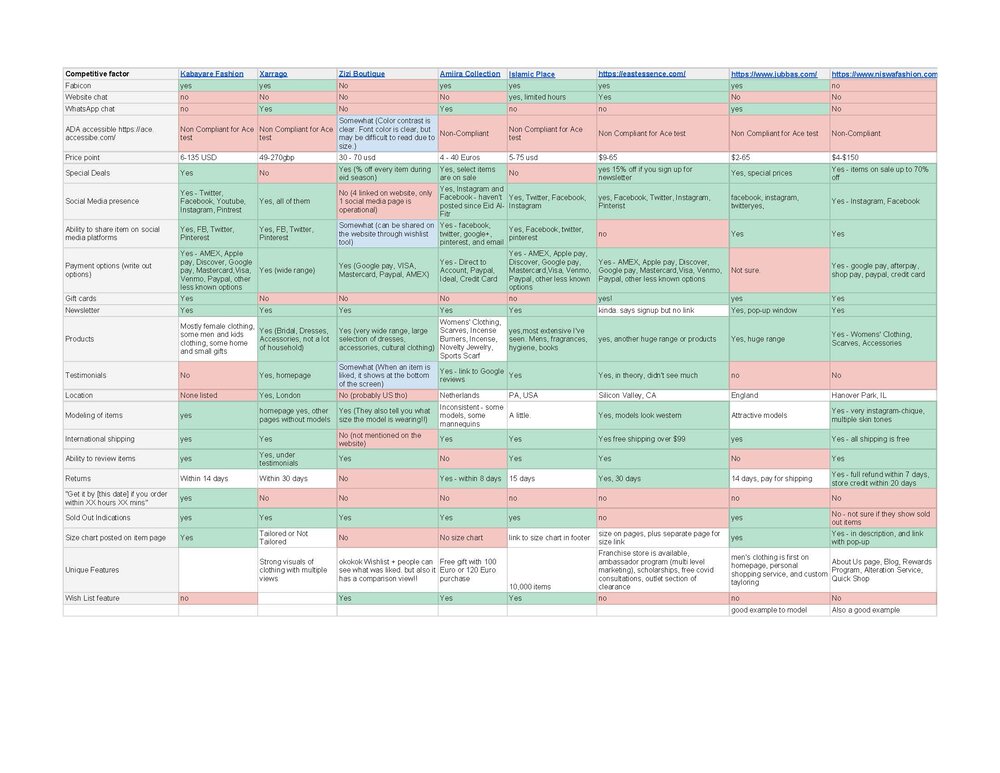 Competitive factor Kabayare Fashion Xarrago Zizi Boutique Amiira Collection Islamic Place https://eastessence.com/ https://www.jubbas.com/ https://www.niswafashion.com
Fabicon yes yes No yes yes Yes yes no
Website chat no No No No yes, limited hours Yes No No
WhatsApp chat no Yes No Yes no no yes No
ADA accessible https://ace.
accessibe.com/
Non Compliant for Ace
test
Non Compliant for Ace
test
Somewhat (Color contrast is
clear. Font color is clear, but
may be difficult to read due to
size.)
Non-Compliant
Non Compliant for Ace
test
Non Compliant for Ace test
Non Compliant for Ace test
Non-Compliant.
Price point 6-135 USD 49-270gbp 30 - 70 usd 4 - 40 Euros 5-75 usd $9-65 $2-65 $4-$150
Special Deals
Yes
No
Yes (% off every item during
eid season)
Yes, select items
are on sale
No
yes 15% off if you sign up for
newsletter
Yes, special prices
Yes - items on sale up to 70%
off
Social Media presence
Yes - Twitter,
Facebook, Youtube,
Instagram, Pintrest
Yes, all of them
No (4 linked on website, only
1 social media page is
operational)
Yes, Instagram and
Facebook - haven't
posted since Eid Al-
Fitr
Yes, Twitter, Facebook,
Instagram
yes, Facebook, Twitter, Instagram,
Pinterist
facebook, instagram,
twitteryes,
Yes - Instagram, Facebook
Ability to share item on social
media platforms
Yes, FB, Twitter,
Pinterest
Yes, FB, Twitter,
Pinterest
Somewhat (can be shared on
the website through wishlist
tool)
Yes - facebook,
twitter, google+,
pinterest, and email
Yes, Facebook, twitter,
pinterest
no
Yes
Yes
Payment options (write out
options)
Yes - AMEX, Apple
pay, Discover, Google
pay, Mastercard,Visa,
Venmo, Paypal, other
less known options
Yes (wide range)
Yes (Google pay, VISA,
Mastercard, Paypal, AMEX)
Yes - Direct to
Account, Paypal,
Ideal, Credit Card
Yes - AMEX, Apple pay,
Discover, Google pay,
Mastercard,Visa, Venmo,
Paypal, other less known
options
Yes - AMEX, Apple pay, Discover,
Google pay, Mastercard,Visa, Venmo,
Paypal, other less known options
Not sure.
Yes - google pay, afterpay,
shop pay, paypal, credit card
Gift cards Yes No No No no yes! yes Yes
Newsletter Yes Yes Yes Yes Yes kinda. says signup but no link Yes, pop-up window Yes
Products
Mostly female clothing,
some men and kids
clothing, some home
and small gifts
Yes (Bridal, Dresses,
Accessories, not a lot
of household)
Yes (very wide range, large
selection of dresses,
accessories, cultural clothing)
Womens' Clothing,
Scarves, Incense
Burners, Incense,
Novelty Jewelry,
Sports Scarf
yes,most extensive I've
seen. Mens, fragrances,
hygiene, books
yes, another huge range or products
Yes, huge range
Yes - Womens' Clothing,
Scarves, Accessories
Testimonials
No
Yes, homepage
Somewhat (When an item is
liked, it shows at the bottom
of the screen)
Yes - link to Google
reviews
Yes
Yes, in theory, didn't see much
no
No
Location None listed Yes, London No (probably US tho) Netherlands PA, USA Silicon Valley, CA England Hanover Park, IL
Modeling of items
yes
homepage yes, other
pages without models
Yes (They also tell you what
size the model is wearing!!)
Inconsistent - some
models, some
mannequins
A little.
Yes, models look western
Attractive models
Yes - very instagram-chique,
multiple skin tones
International shipping
yes
Yes
No (not mentioned on the
website)
Yes
Yes
Yes free shipping over $99
yes
Yes - all shipping is free
Ability to review items
yes
Yes, under
testimonials
Yes
No
Yes
Yes
No
Yes
Returns
Within 14 days
Within 30 days
No
Yes - within 8 days
15 days
Yes, 30 days
14 days, pay for shipping
Yes - full refund within 7 days,
store credit within 20 days
"Get it by [this date] if you order
within XX hours XX mins"
yes
No
No
No
no
no
no
No
Sold Out Indications
yes
Yes
Yes
Yes
yes
no
yes
No - not sure if they show sold
out items
Size chart posted on item page
Yes
Tailored or Not
Tailored
No
No size chart
link to size chart in footer
size on pages, plus separate page for
size link
yes
Yes - in description, and link
with pop-up
Unique Features
Strong visuals of
clothing with multiple
views
okokok Wishlist + people can
see what was liked. but also it
has a comparison view!!
Free gift with 100
Euro or 120 Euro
purchase
10,000 items
Franchise store is available,
ambassador program (multi level
marketing), scholarships, free covid
consultations, outlet section of
clearance
men's clothing is first on
homepage, personal
shopping service, and custom
tayloring
About Us page, Blog, Rewards
Program, Alteration Service,
Quick Shop
Wish List feature no Yes Yes Yes no no No
good example to model Also a good example